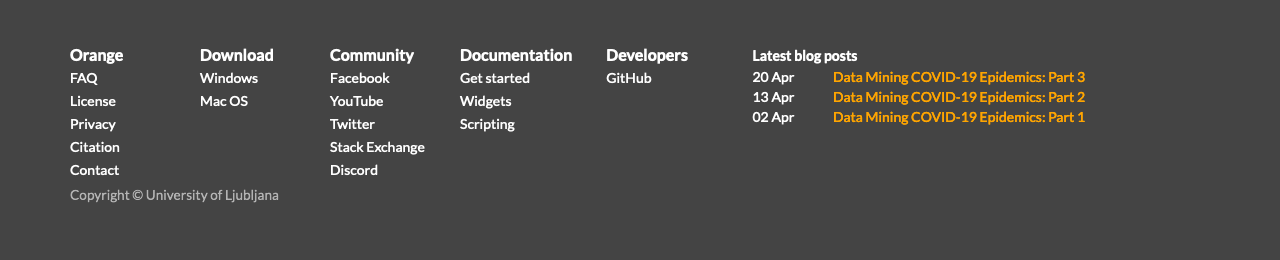 Orange
FAQ
License
Privacy
Citation
Contact
Download
Windows
Mac OS
Community
Facebook
YouTube
Twitter
Stack Exchange
Discord
Documentation
Get started
Widgets
Scripting
Developers
GitHub
Latest blog posts
20 Apr Data Mining COVID-19 Epidemics: Part 3
13 Apr Data Mining COVID-19 Epidemics: Part 2
02 Apr Data Mining COVID-19 Epidemics: Part 1
Copyright © University of Ljubljana